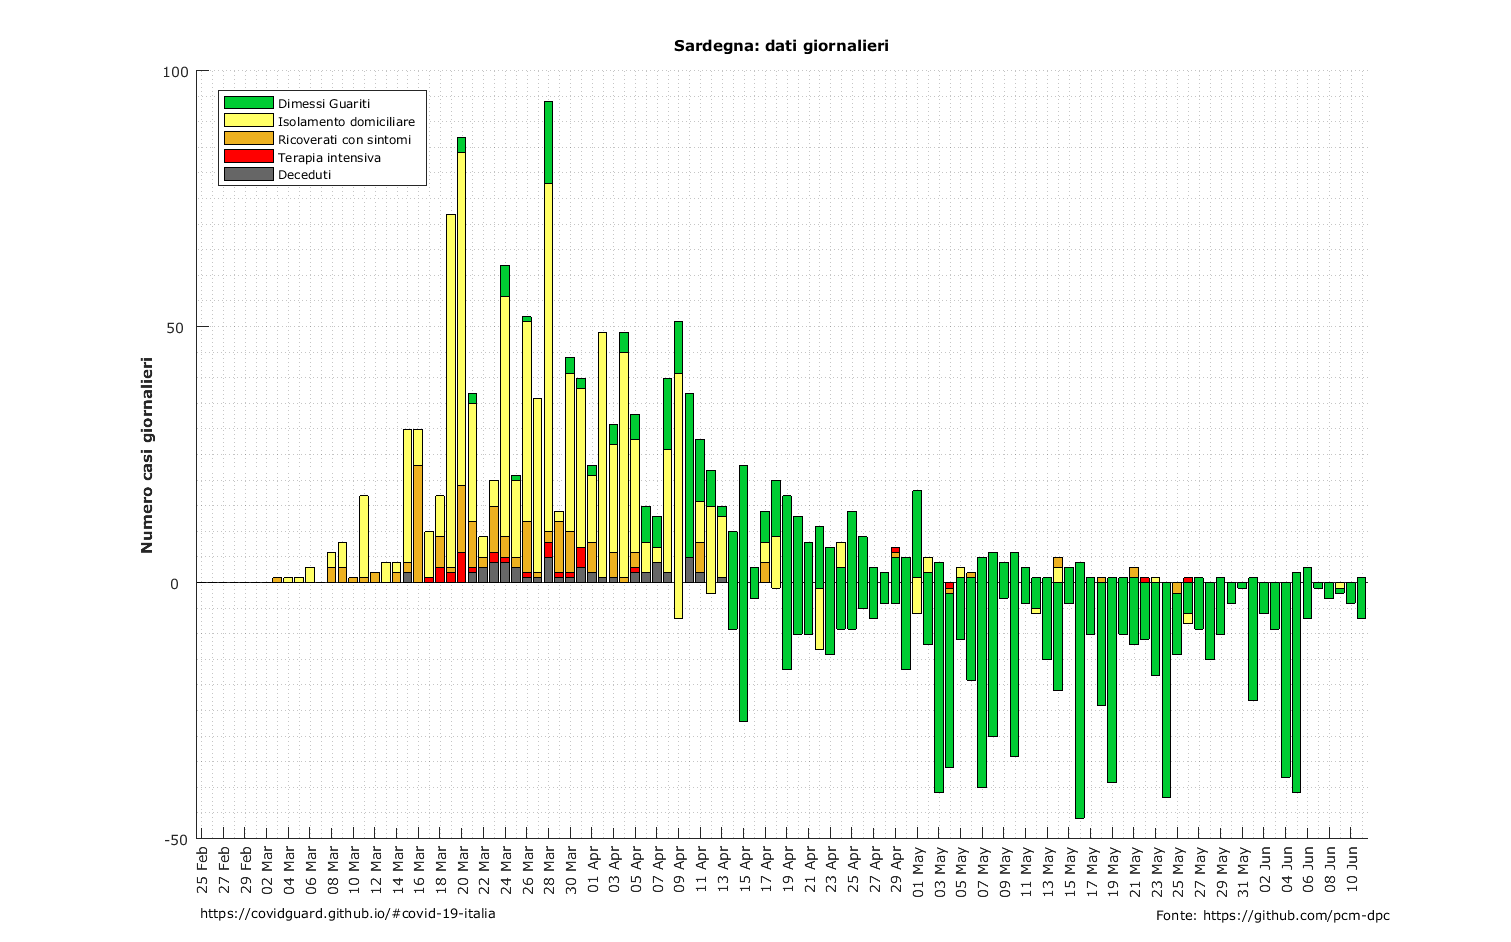 Sardegna: dati giornalieri
100
50
0
-50
Numero casi giornalieri
Dimessi Guariti
Isolamento domiciliare
Ricoverati con sintomi
Terapia intensiva
Deceduti
25 Feb
27 Feb
29 Feb
02 Mar
04 Mar
06 Mar
08 Mar
10 Mar
12 Mar
14 Mar
16 Mar
18 Mar
20 Mar
22 Mar
24 Mar
26 Mar
28 Mar
30 Mar
01 Apr
03 Apr
05 Apr
07 Apr
09 Apr
11 Apr
13 Apr
15 Apr
17 Apr
19 Apr
21 Apr
23 Apr
25 Apr
27 Apr
29 Apr
01 May
03 May
05 May
07 May
09 May
11 May
13 May
15 May
17 May
19 May
21 May
23 May
25 May
27 May
29 May
31 May
02 Jun
04 Jun
06 Jun
08 Jun
10 Jun
https://covidguard.github.io/#covid-19-italia
Fonte: https://github.com/pcm-dpc